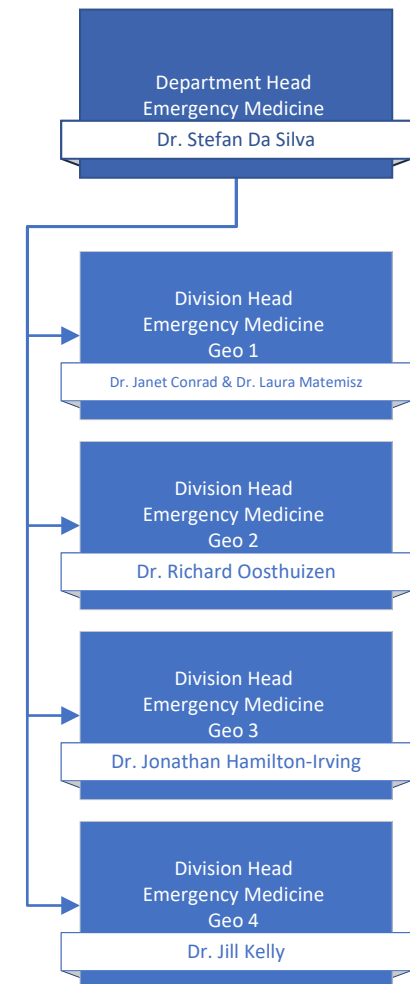 Department Head
Emergency Medicine
Dr. Stefan Da Silva
Division Head
Emergency Medicine
Geo 1
Dr. Janet Conrad & Dr. Laura Matemisz
Division Head
Emergency Medicine
Geo 2
Dr. Richard Oosthuizen
Division Head
Emergency Medicine
Geo 3
Dr. Jonathan Hamilton-Irving
Division Head
Emergency Medicine
Geo 4
Dr. Jill Kelly